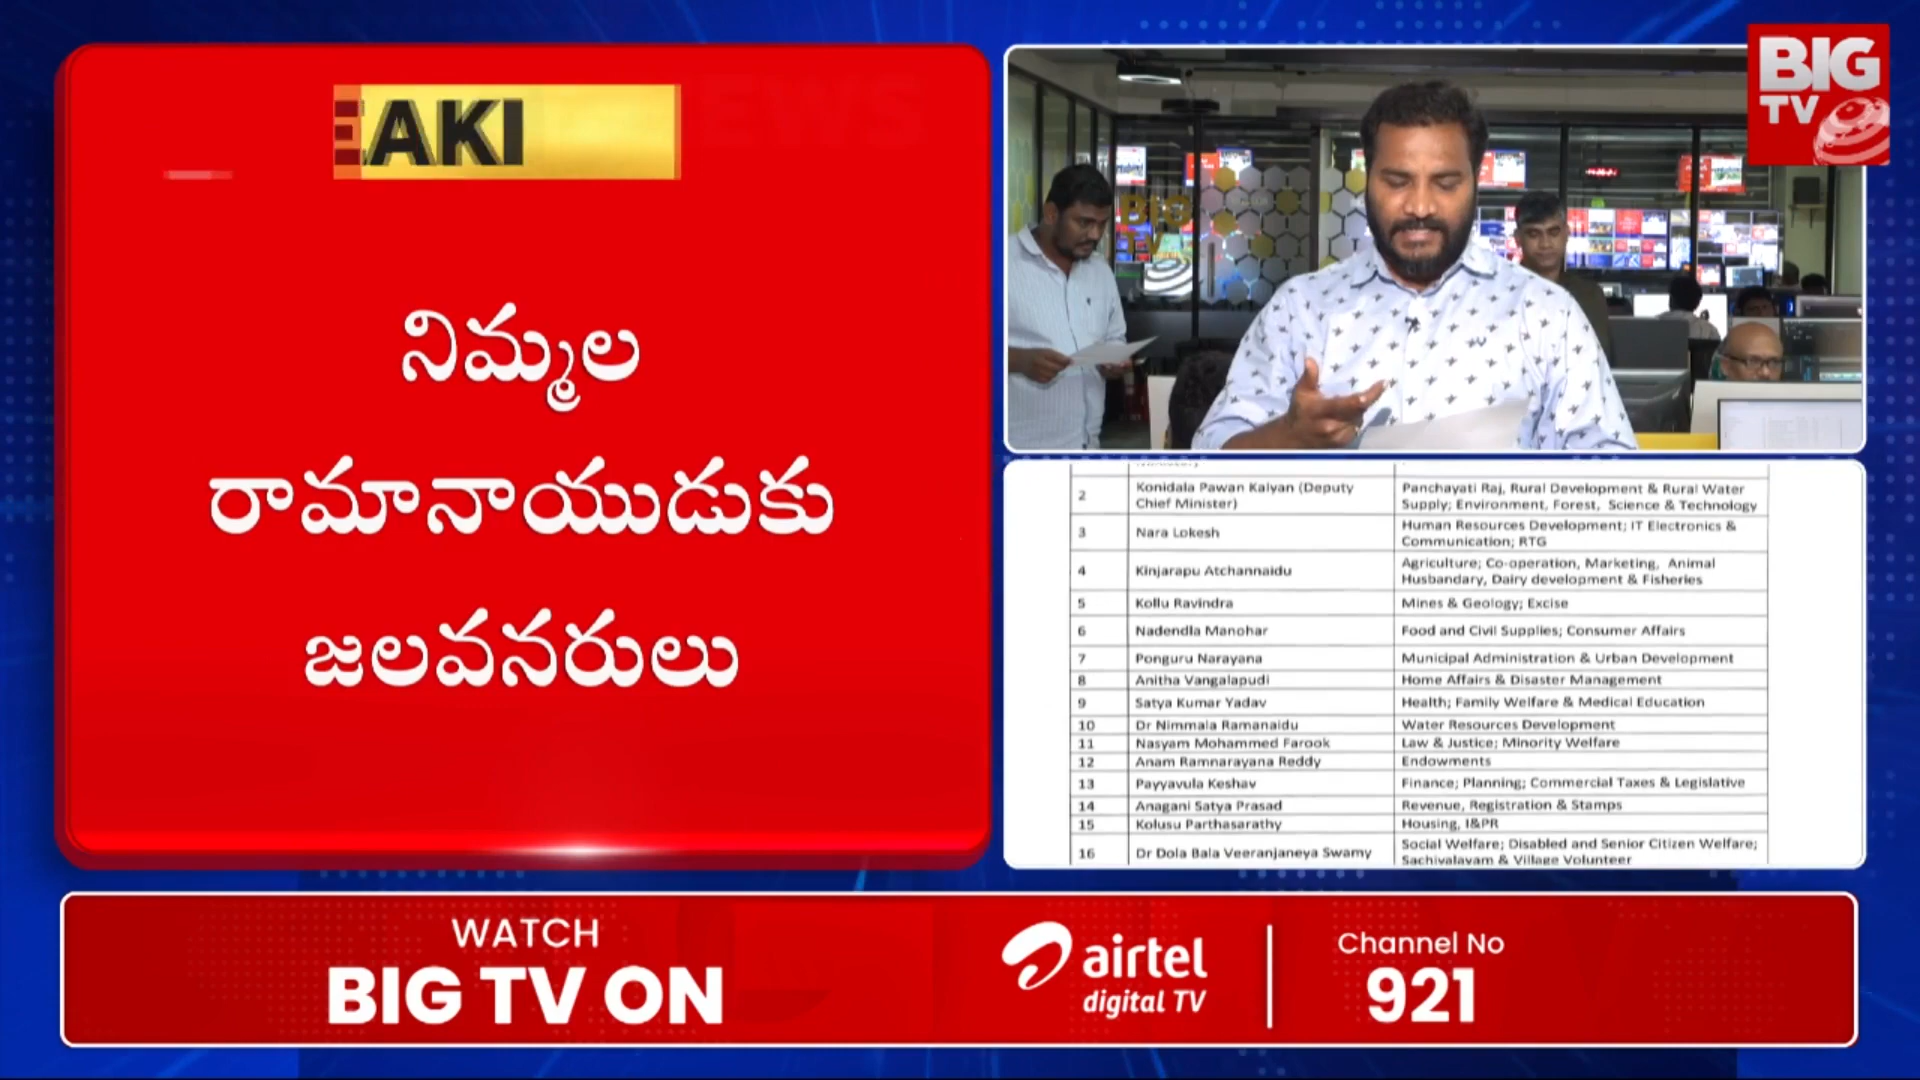 EAKI
EWS
నిమ్మల
రామానాయుడుకు
జలవనరులు
BIG
TV
2 Konidala Pawan Kalyan (Deputy Chief Minister) Panchayati Raj, Rural Development & Rural Water Supply; Environment, Forest, Science & Technology
3 Nara Lokesh Human Resources Development; IT Electronics & Communication; RTG
4 Kinjarapu Atchannaidu Agriculture; Co-operation, Marketing, Animal Husbandary, Dairy development & Fisheries
5 Kollu Ravindra Mines & Geology; Excise
6 Nadendla Manohar Food and Civil Supplies; Consumer Affairs
7 Ponguru Narayana Municipal Administration & Urban Development
8 Anitha Vangalapudi Home Affairs & Disaster Management
9 Satya Kumar Yadav Health; Family Welfare & Medical Education
10 Dr Nimmala Ramanaidu Water Resources Development
11 Nasyam Mohammed Farook Law & Justice; Minority Welfare
12 Anam Ramnarayana Reddy Endowments
13 Payyavula Keshav Finance; Planning; Commercial Taxes & Legislative
14 Anagani Satya Prasad Revenue, Registration & Stamps
15 Kolusu Parthasarathy Housing, I&PR
16 Dr Dola Bala Veeranjaneya Swamy Social Welfare; Disabled and Senior Citizen Welfare; Sachivalayam & Village Volunteer
WATCH
BIG TV ON
airtel
digital TV
Channel No
921